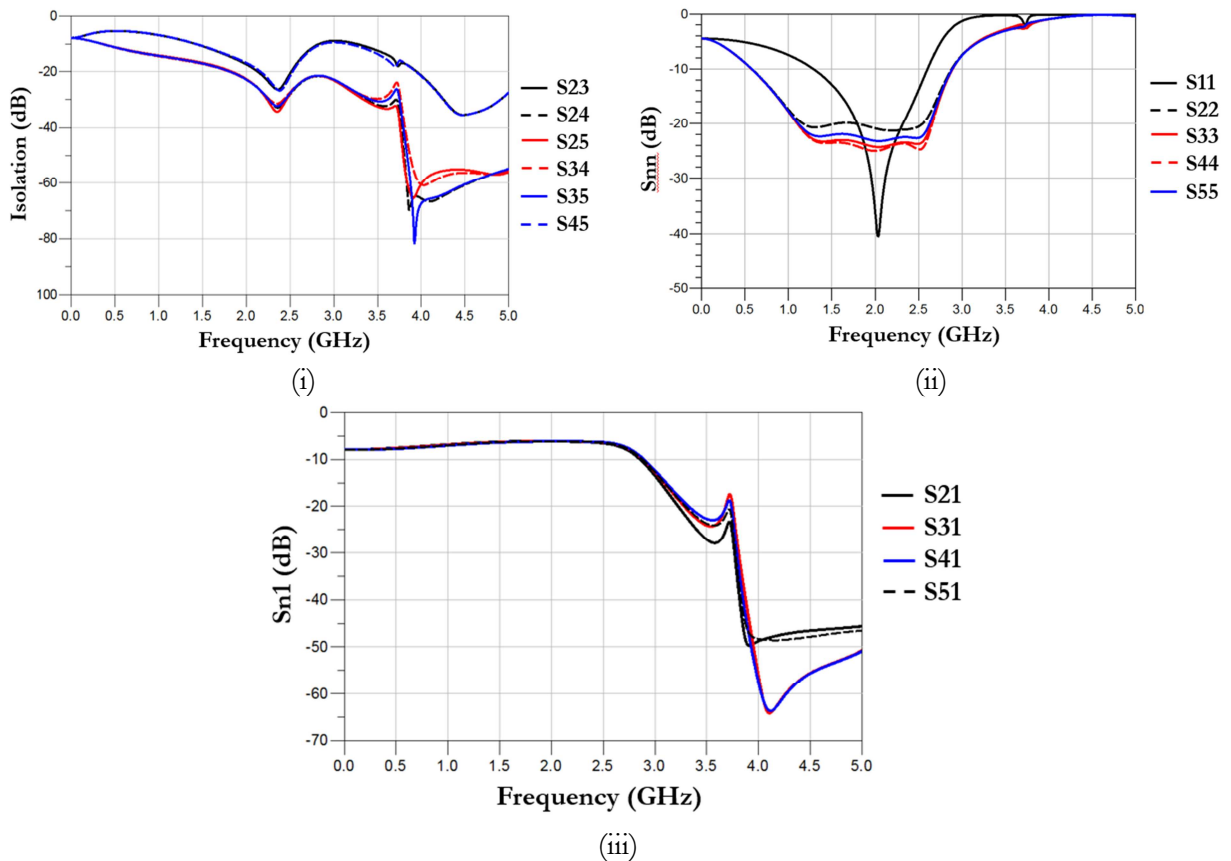 0
-20
-40
-60
-80
100
Isolation (dB)
0.0 0.5 1.0 1.5 2.0 2.5 3.0 3.5 4.0 4.5 5.0
Frequency (GHz)
S23
S24
S25
S34
S35
S45
(i)
0
-10
-20
-30
-40
-50
Snn (dB)
0.0 0.5 1.0 1.5 2.0 2.5 3.0 3.5 4.0 4.5 5.0
Frequency (GHz)
S11
S22
S33
S44
S55
(ii)
0
-10
-20
-30
-40
-50
-60
-70
Sn1 (dB)
0.0 0.5 1.0 1.5 2.0 2.5 3.0 3.5 4.0 4.5 5.0
Frequency (GHz)
S21
S31
S41
S51
(iii)